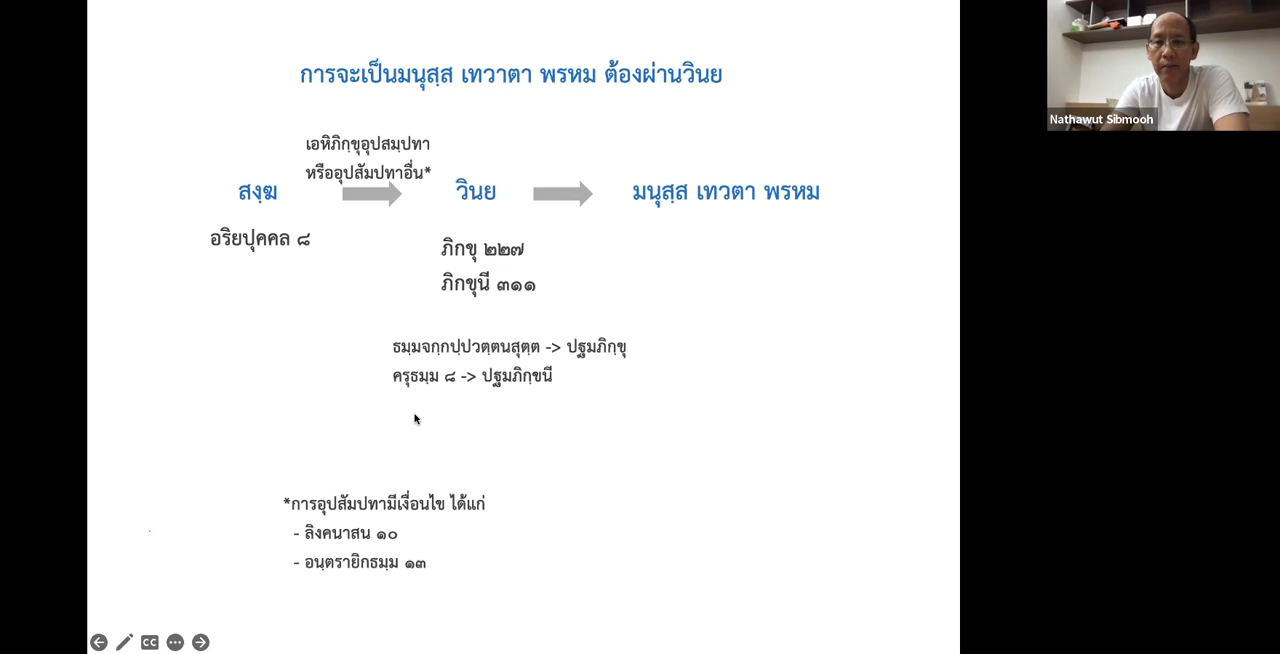 การจะเป็นมนุสฺส เทวาตา พรหม ต้องผ่านวินย
เอหิภิกฺขุอุปสมฺปทา
หรืออุปสัมปทาอื่น*
สงฺฆ
วินย
มนุสฺส เทวตา พรหม
อริยปุคคล ๘
ภิกขุ ๒๒๗
ภิกขุนี ๓๑๑
ธมฺมจกฺกปฺปวตฺตนสุตฺต -> ปฐมภิกฺขุ
ครุธมฺม ๘ -> ปฐมภิกฺขนี
*การอุปสัมปทามีเงื่อนไข ได้แก่
- ลิงคนาสน ๑๐
- อนฺตรายิกธมฺม ๑๓
CC
Nathawut Sibmooh